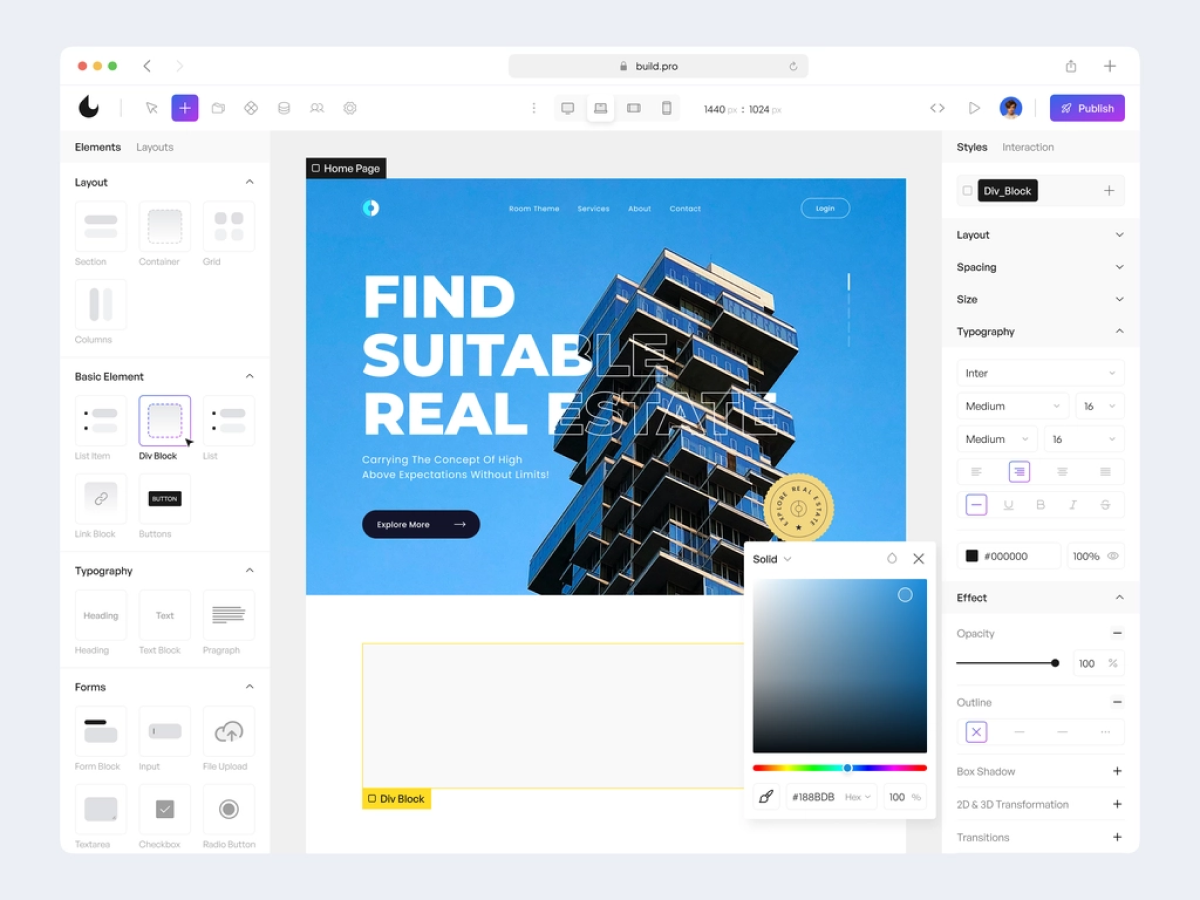 build.pro
1440 px : 1024 px
Publish
Elements Layouts
Layout
Section Container Grid
Columns
Basic Element
List Item Div Block List
BUTTON
Link Block Buttons
Typography
Heading Text
Heading Text Block Pragraph
Forms
Form Block Input File Upload
Textarea Checkbox Radio Button
Home Page
Room Theme Services About Contact Login
FIND
SUITABLE
REAL ESTATE
Carrying The Concept Of High
Above Expectations Without Limits!
Explore More
EXPLORE REAL ESTATE
Div Block
Solid
#188BDB Hex 100 %
Styles Interaction
Div_Block
Layout
Spacing
Size
Typography
Inter
Medium 16
Medium 16
U B I S
#000000 100%
Effect
Opacity
100 %
Outline
Box Shadow
2D & 3D Transformation
Transitions